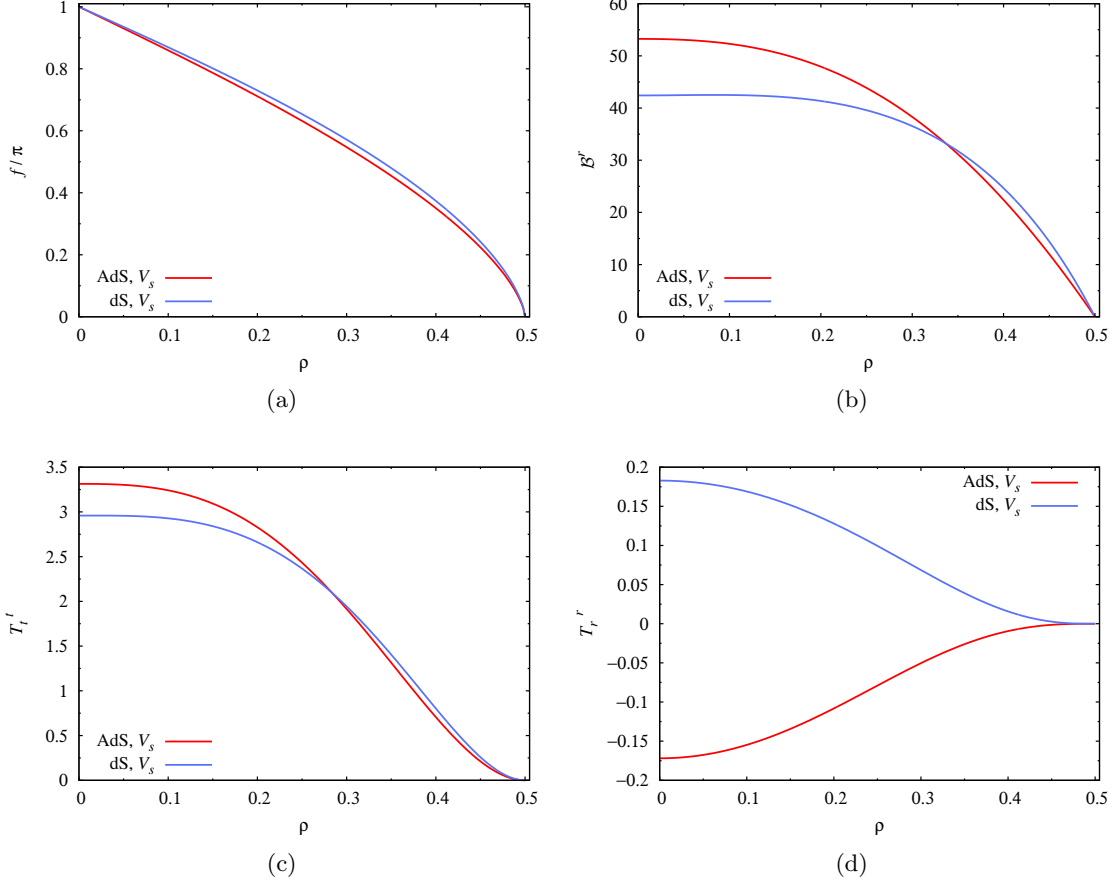 1
0.8
0.6
0.4
0.2
0
f / π
AdS, V_s
dS, V_s
0 0.1 0.2 0.3 0.4 0.5
ρ
(a)
60
50
40
30
20
10
0
𝓑^r
AdS, V_s
dS, V_s
0 0.1 0.2 0.3 0.4 0.5
ρ
(b)
3.5
3
2.5
2
1.5
1
0.5
0
T_t^t
AdS, V_s
dS, V_s
0 0.1 0.2 0.3 0.4 0.5
ρ
(c)
0.2
0.15
0.1
0.05
0
−0.05
−0.1
−0.15
−0.2
T_r^r
AdS, V_s
dS, V_s
0 0.1 0.2 0.3 0.4 0.5
ρ
(d)